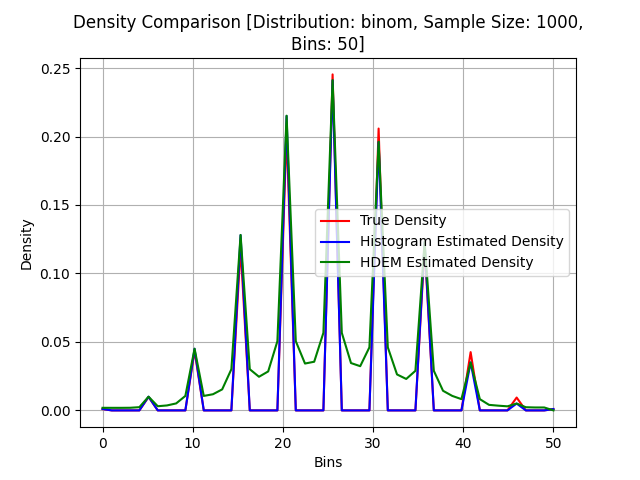 Density Comparison [Distribution: binom, Sample Size: 1000,
Bins: 50]
Density
0.25
0.20
0.15
0.10
0.05
0.00
True Density
Histogram Estimated Density
HDEM Estimated Density
0 10 20 30 40 50
Bins